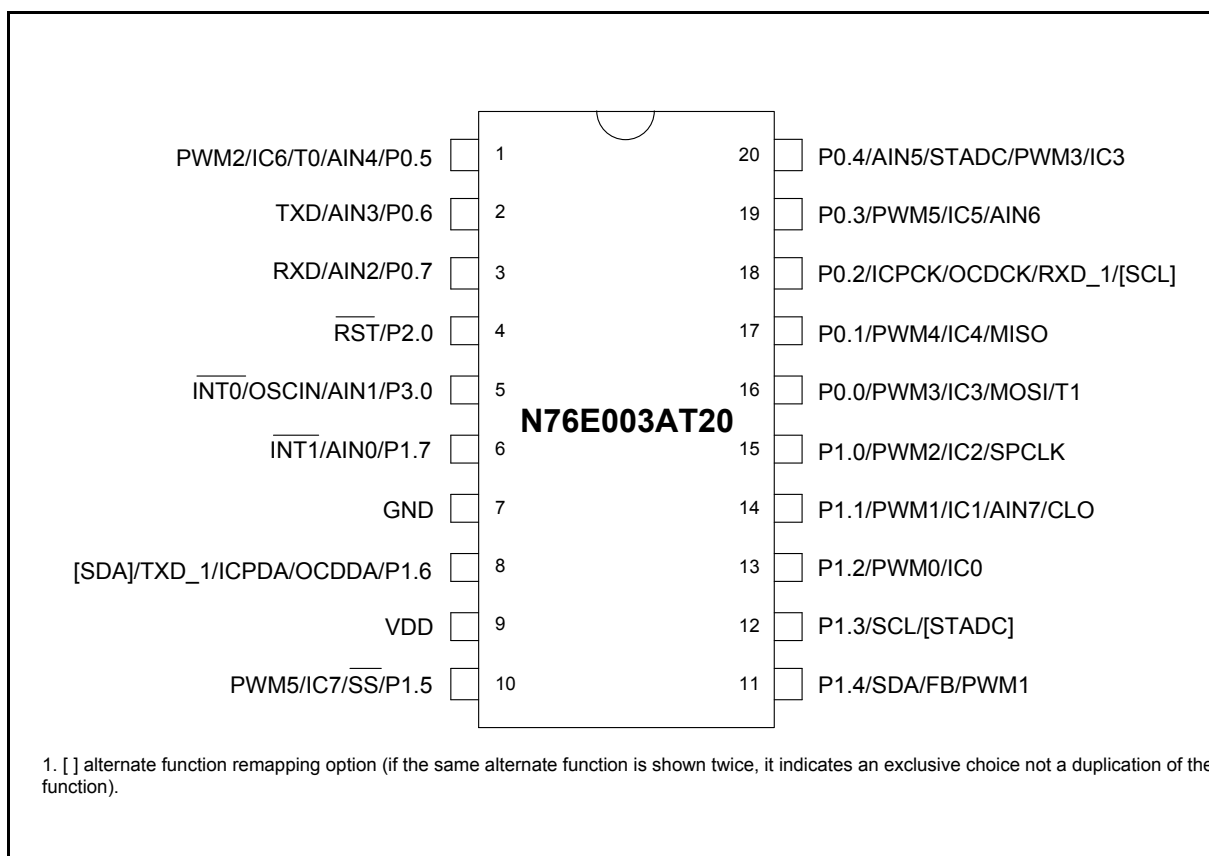 PWM2/IC6/T0/AIN4/P0.5 1 20 P0.4/AIN5/STADC/PWM3/IC3
TXD/AIN3/P0.6 2 19 P0.3/PWM5/IC5/AIN6
RXD/AIN2/P0.7 3 18 P0.2/ICPCK/OCDCK/RXD_1/[SCL]
RST/P2.0 4 17 P0.1/PWM4/IC4/MISO
INT0/OSCIN/AIN1/P3.0 5 16 P0.0/PWM3/IC3/MOSI/T1
N76E003AT20
INT1/AIN0/P1.7 6 15 P1.0/PWM2/IC2/SPCLK
GND 7 14 P1.1/PWM1/IC1/AIN7/CLO
[SDA]/TXD_1/ICPDA/OCDDA/P1.6 8 13 P1.2/PWM0/IC0
VDD 9 12 P1.3/SCL/[STADC]
PWM5/IC7/SS/P1.5 10 11 P1.4/SDA/FB/PWM1
1. [ ] alternate function remapping option (if the same alternate function is shown twice, it indicates an exclusive choice not a duplication of the
function).